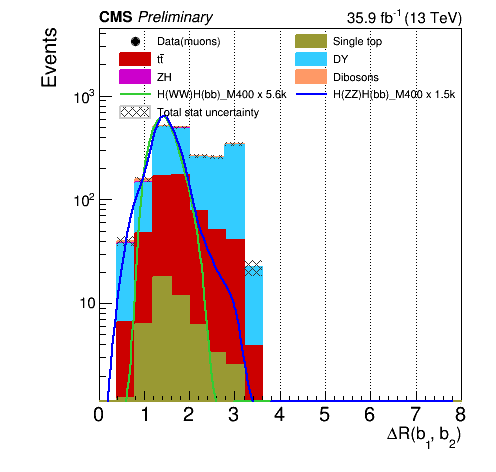 CMS Preliminary 35.9 fb⁻¹ (13 TeV)
Events
Data(muons) Single top
tt̄ DY
ZH Dibosons
H(WW)H(bb)_M400 x 5.6k H(ZZ)H(bb)_M400 x 1.5k
Total stat uncertainty
10³
10²
10
0 1 2 3 4 5 6 7 8
ΔR(b₁, b₂)